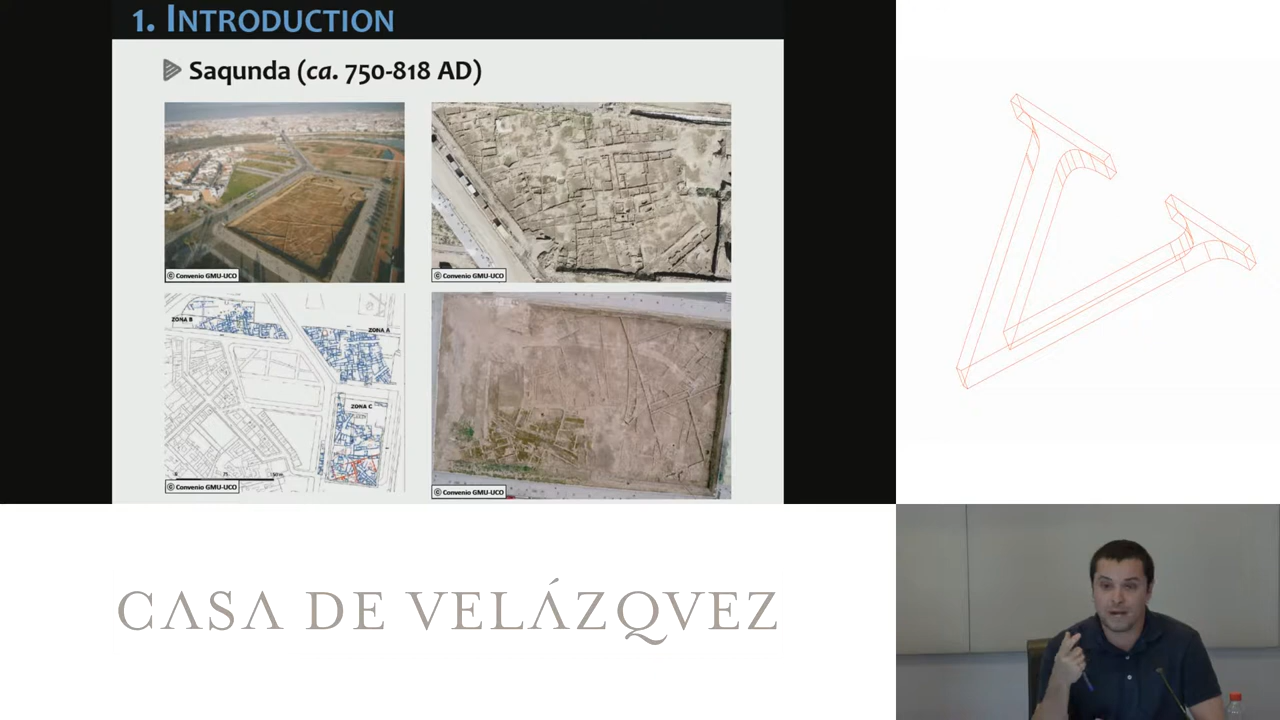 1. INTRODUCTION
Saqunda (ca. 750-818 AD)
© Convenio GMU-UCO
© Convenio GMU-UCO
ZONA B
ZONA A
ZONA C
© Convenio GMU-UCO
© Convenio GMU-UCO
CASA DE VELÁZQVEZ